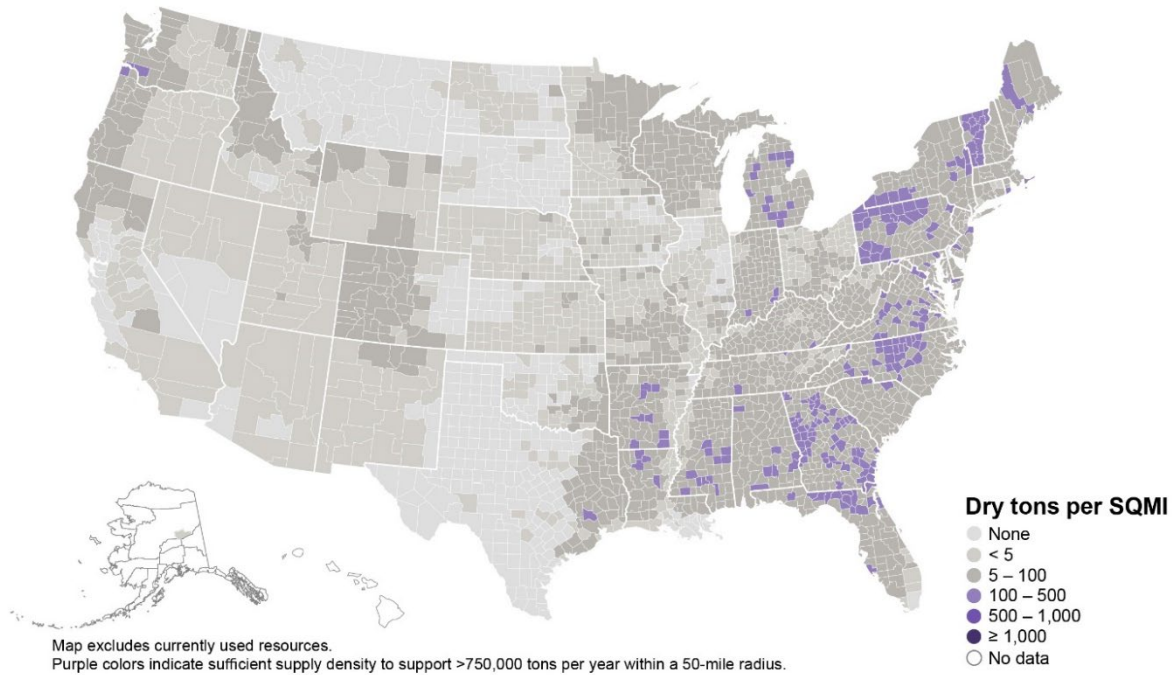 Dry tons per SQMI
None
< 5
5 – 100
100 – 500
500 – 1,000
≥ 1,000
No data
Map excludes currently used resources.
Purple colors indicate sufficient supply density to support >750,000 tons per year within a 50-mile radius.